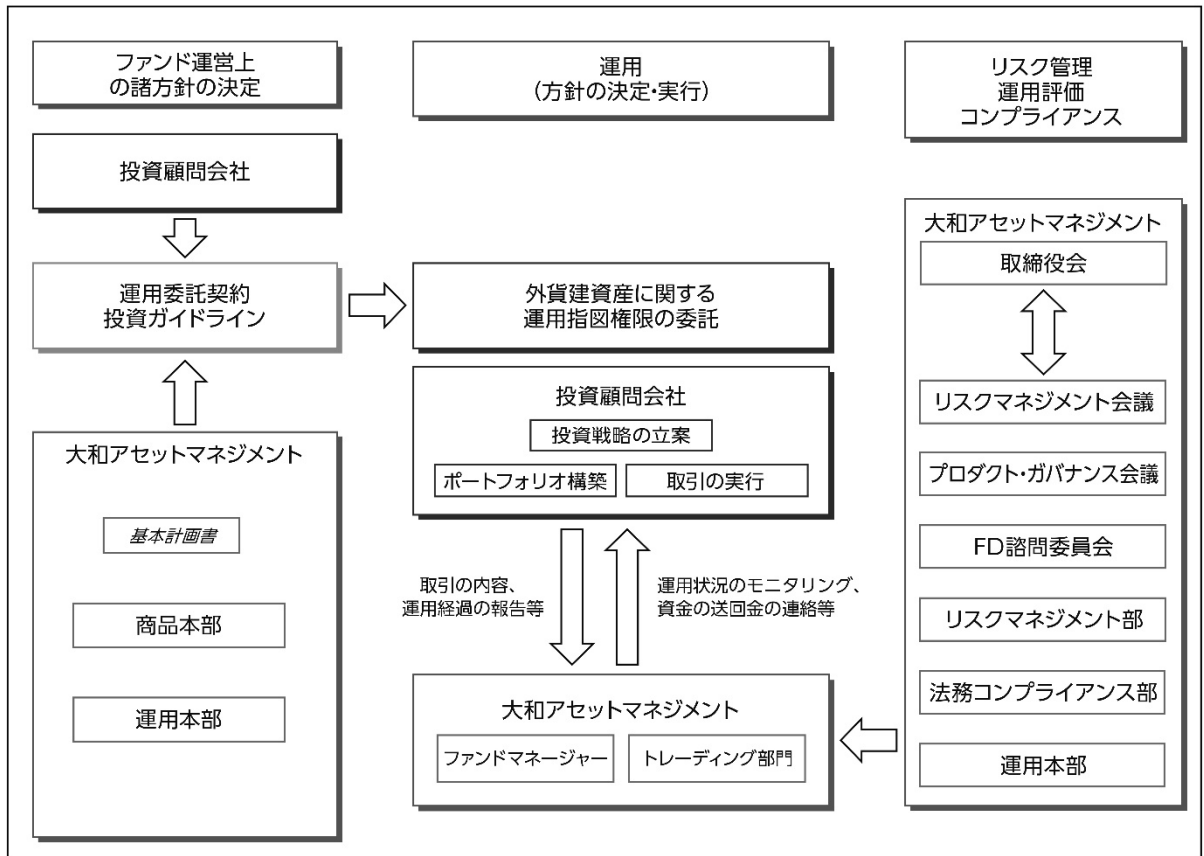 ファンド運営上
の諸方針の決定
投資顧問会社
運用委託契約
投資ガイドライン
大和アセットマネジメント
基本計画書
商品本部
運用本部
運用
(方針の決定・実行)
外貨建資産に関する
運用指図権限の委託
投資顧問会社
投資戦略の立案
ポートフォリオ構築
取引の実行
取引の内容、
運用経過の報告等
運用状況のモニタリング、
資金の送回金の連絡等
大和アセットマネジメント
ファンドマネージャー
トレーディング部門
リスク管理
運用評価
コンプライアンス
大和アセットマネジメント
取締役会
リスクマネジメント会議
プロダクト・ガバナンス会議
FD諮問委員会
リスクマネジメント部
法務コンプライアンス部
運用本部